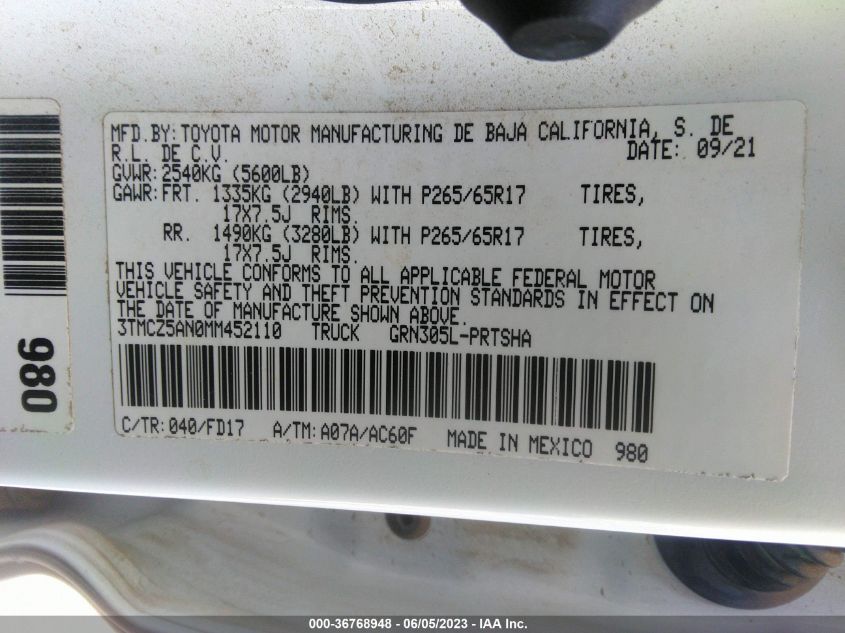 MFD.BY:TOYOTA MOTOR MANUFACTURING DE BAJA CALIFORNIA, S. DE
R.L. DE C.V. DATE: 09/21
GVWR:2540KG (5600LB)
GAWR:FRT. 1335KG (2940LB) WITH P265/65R17 TIRES,
17X7.5J RIMS.
RR. 1490KG (3280LB) WITH P265/65R17 TIRES,
17X7.5J RIMS.
THIS VEHICLE CONFORMS TO ALL APPLICABLE FEDERAL MOTOR
VEHICLE SAFETY AND THEFT PREVENTION STANDARDS IN EFFECT ON
THE DATE OF MANUFACTURE SHOWN ABOVE.
3TMCZ5AN0MM452110 TRUCK GRN305L-PRTSHA
C/TR:040/FD17 A/TM:A07A/AC60F MADE IN MEXICO 980
980
000-36768948 - 06/05/2023 - IAA Inc.